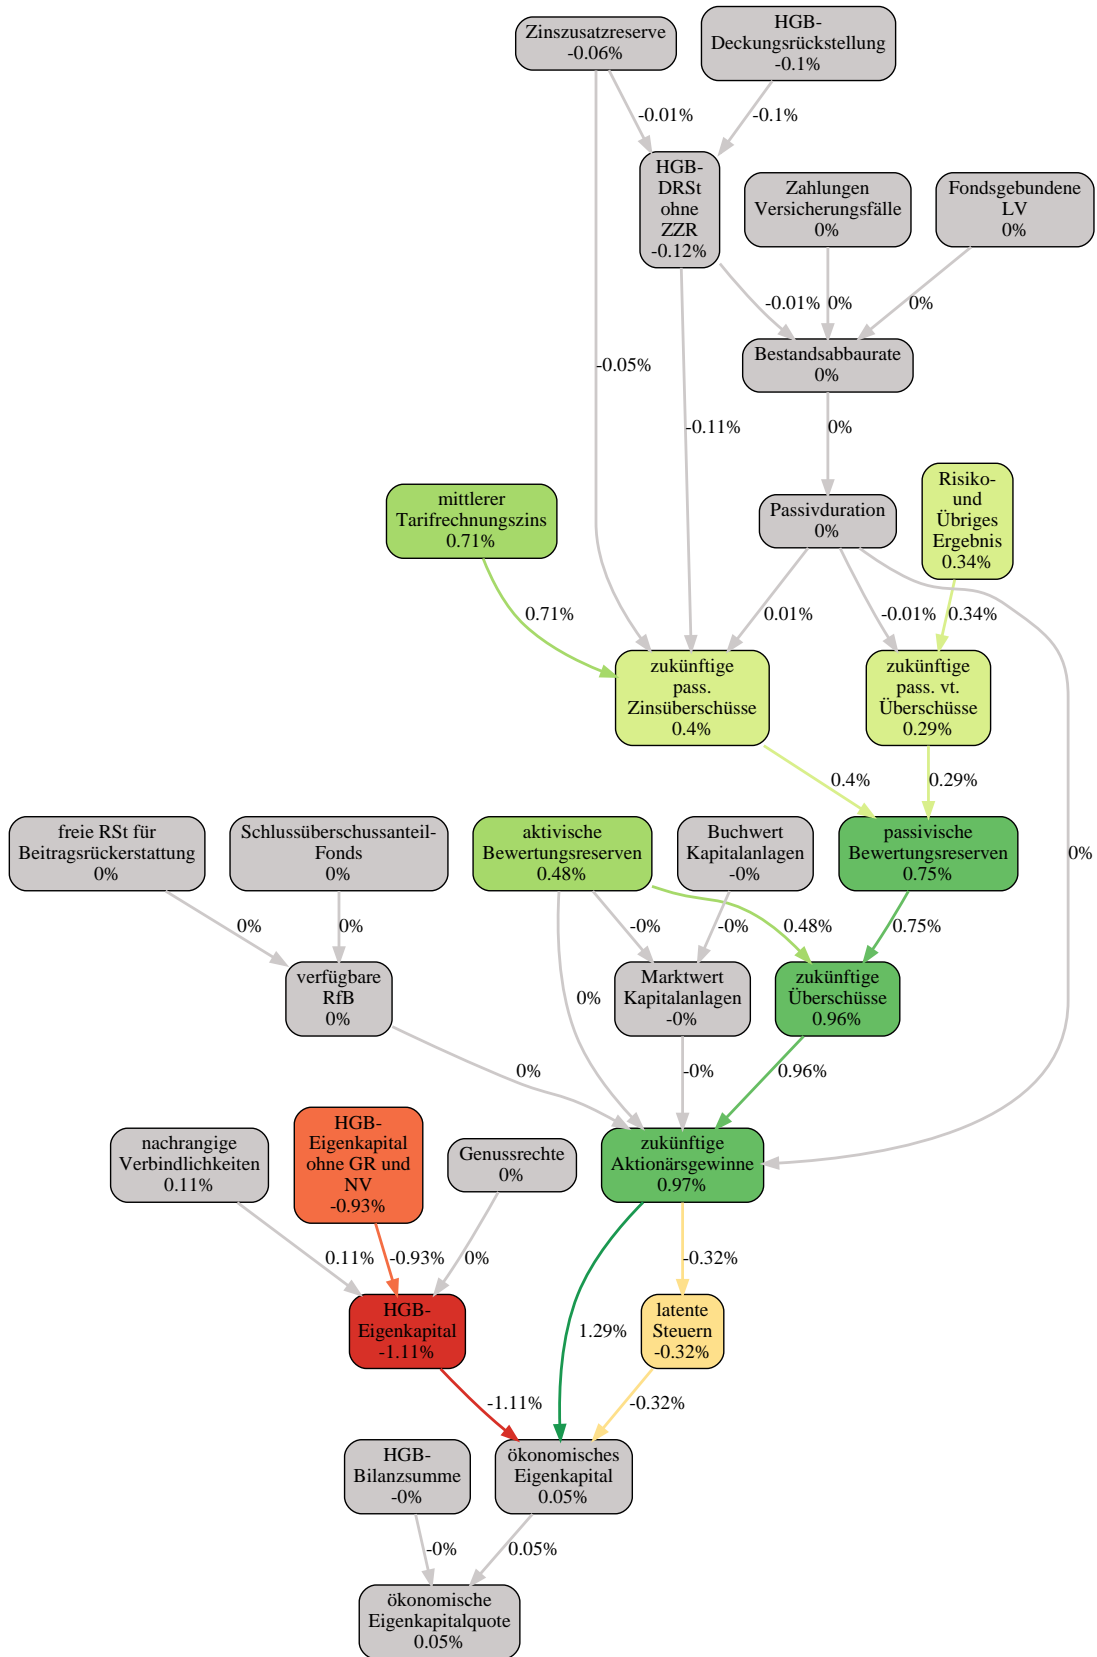 Zinszusatzreserve
-0.06%
HGB-
Deckungsrückstellung
-0.1%
-0.01%
-0.1%
HGB-
DRSt
ohne
ZZR
-0.12%
Zahlungen
Versicherungsfälle
0%
Fondsgebundene
LV
0%
-0.01%
0%
0%
Bestandsabbaurate
0%
-0.05%
-0.11%
0%
mittlerer
Tarifrechnungszins
0.71%
Passivduration
0%
Risiko-
und
Übriges
Ergebnis
0.34%
0.71%
0.01%
-0.01%
0.34%
zukünftige
pass.
Zinsüberschüsse
0.4%
zukünftige
pass. vt.
Überschüsse
0.29%
0.4%
0.29%
0%
freie RSt für
Beitragsrückerstattung
0%
Schlussüberschussanteil-
Fonds
0%
aktivische
Bewertungsreserven
0.48%
Buchwert
Kapitalanlagen
-0%
passivische
Bewertungsreserven
0.75%
0%
0%
-0%
-0%
0.48%
0.75%
verfügbare
RfB
0%
0%
Marktwert
Kapitalanlagen
-0%
zukünftige
Überschüsse
0.96%
0%
-0%
0.96%
nachrangige
Verbindlichkeiten
0.11%
HGB-
Eigenkapital
ohne GR und
NV
-0.93%
Genussrechte
0%
zukünftige
Aktionärsgewinne
0.97%
0.11%
-0.93%
0%
-0.32%
HGB-
Eigenkapital
-1.11%
1.29%
latente
Steuern
-0.32%
-1.11%
-0.32%
HGB-
Bilanzsumme
-0%
ökonomisches
Eigenkapital
0.05%
-0%
0.05%
ökonomische
Eigenkapitalquote
0.05%